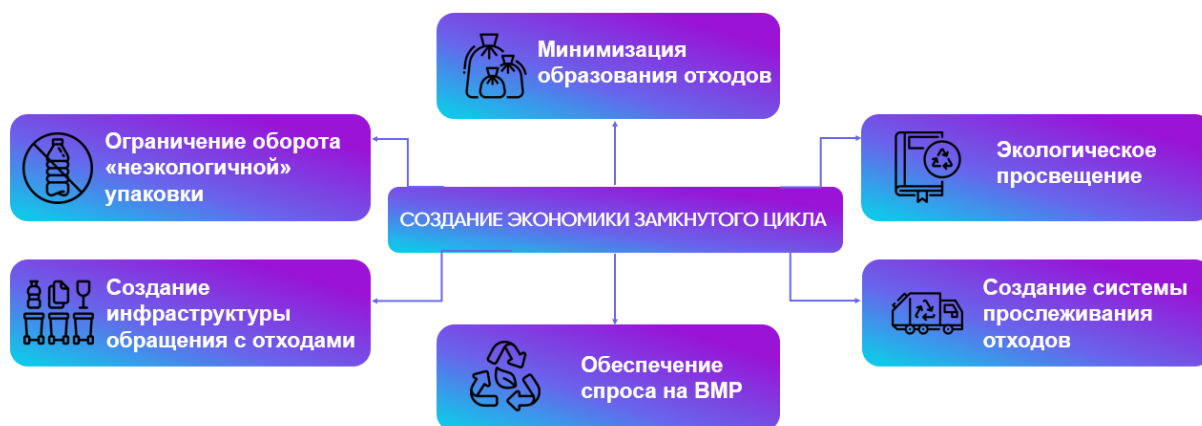 Минимизация
образования отходов
Ограничение оборота
«неэкологичной»
упаковки
Экологическое
просвещение
СОЗДАНИЕ ЭКОНОМИКИ ЗАМКНУТОГО ЦИКЛА
Создание
инфраструктуры
обращения с отходами
Создание системы
прослеживания
отходов
Обеспечение
спроса на ВМР